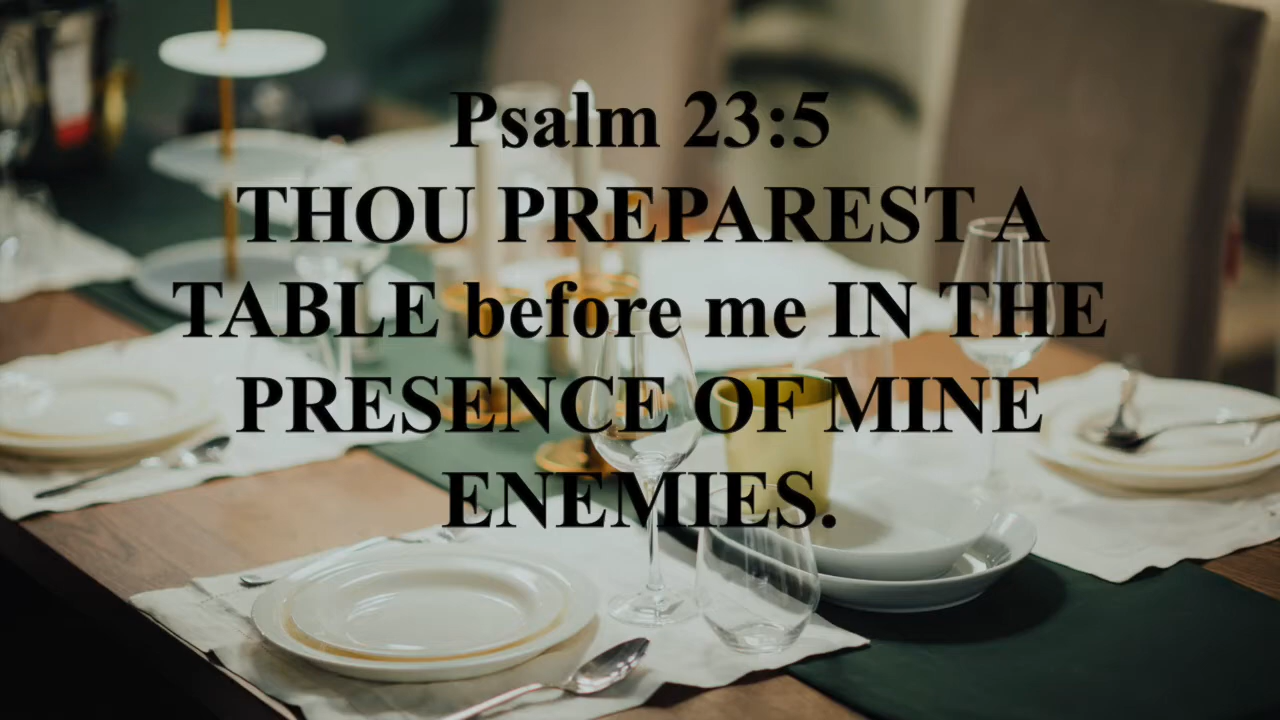 Psalm 23:5
THOU PREPAREST A
TABLE before me IN THE
PRESENCE OF MINE
ENEMIES.